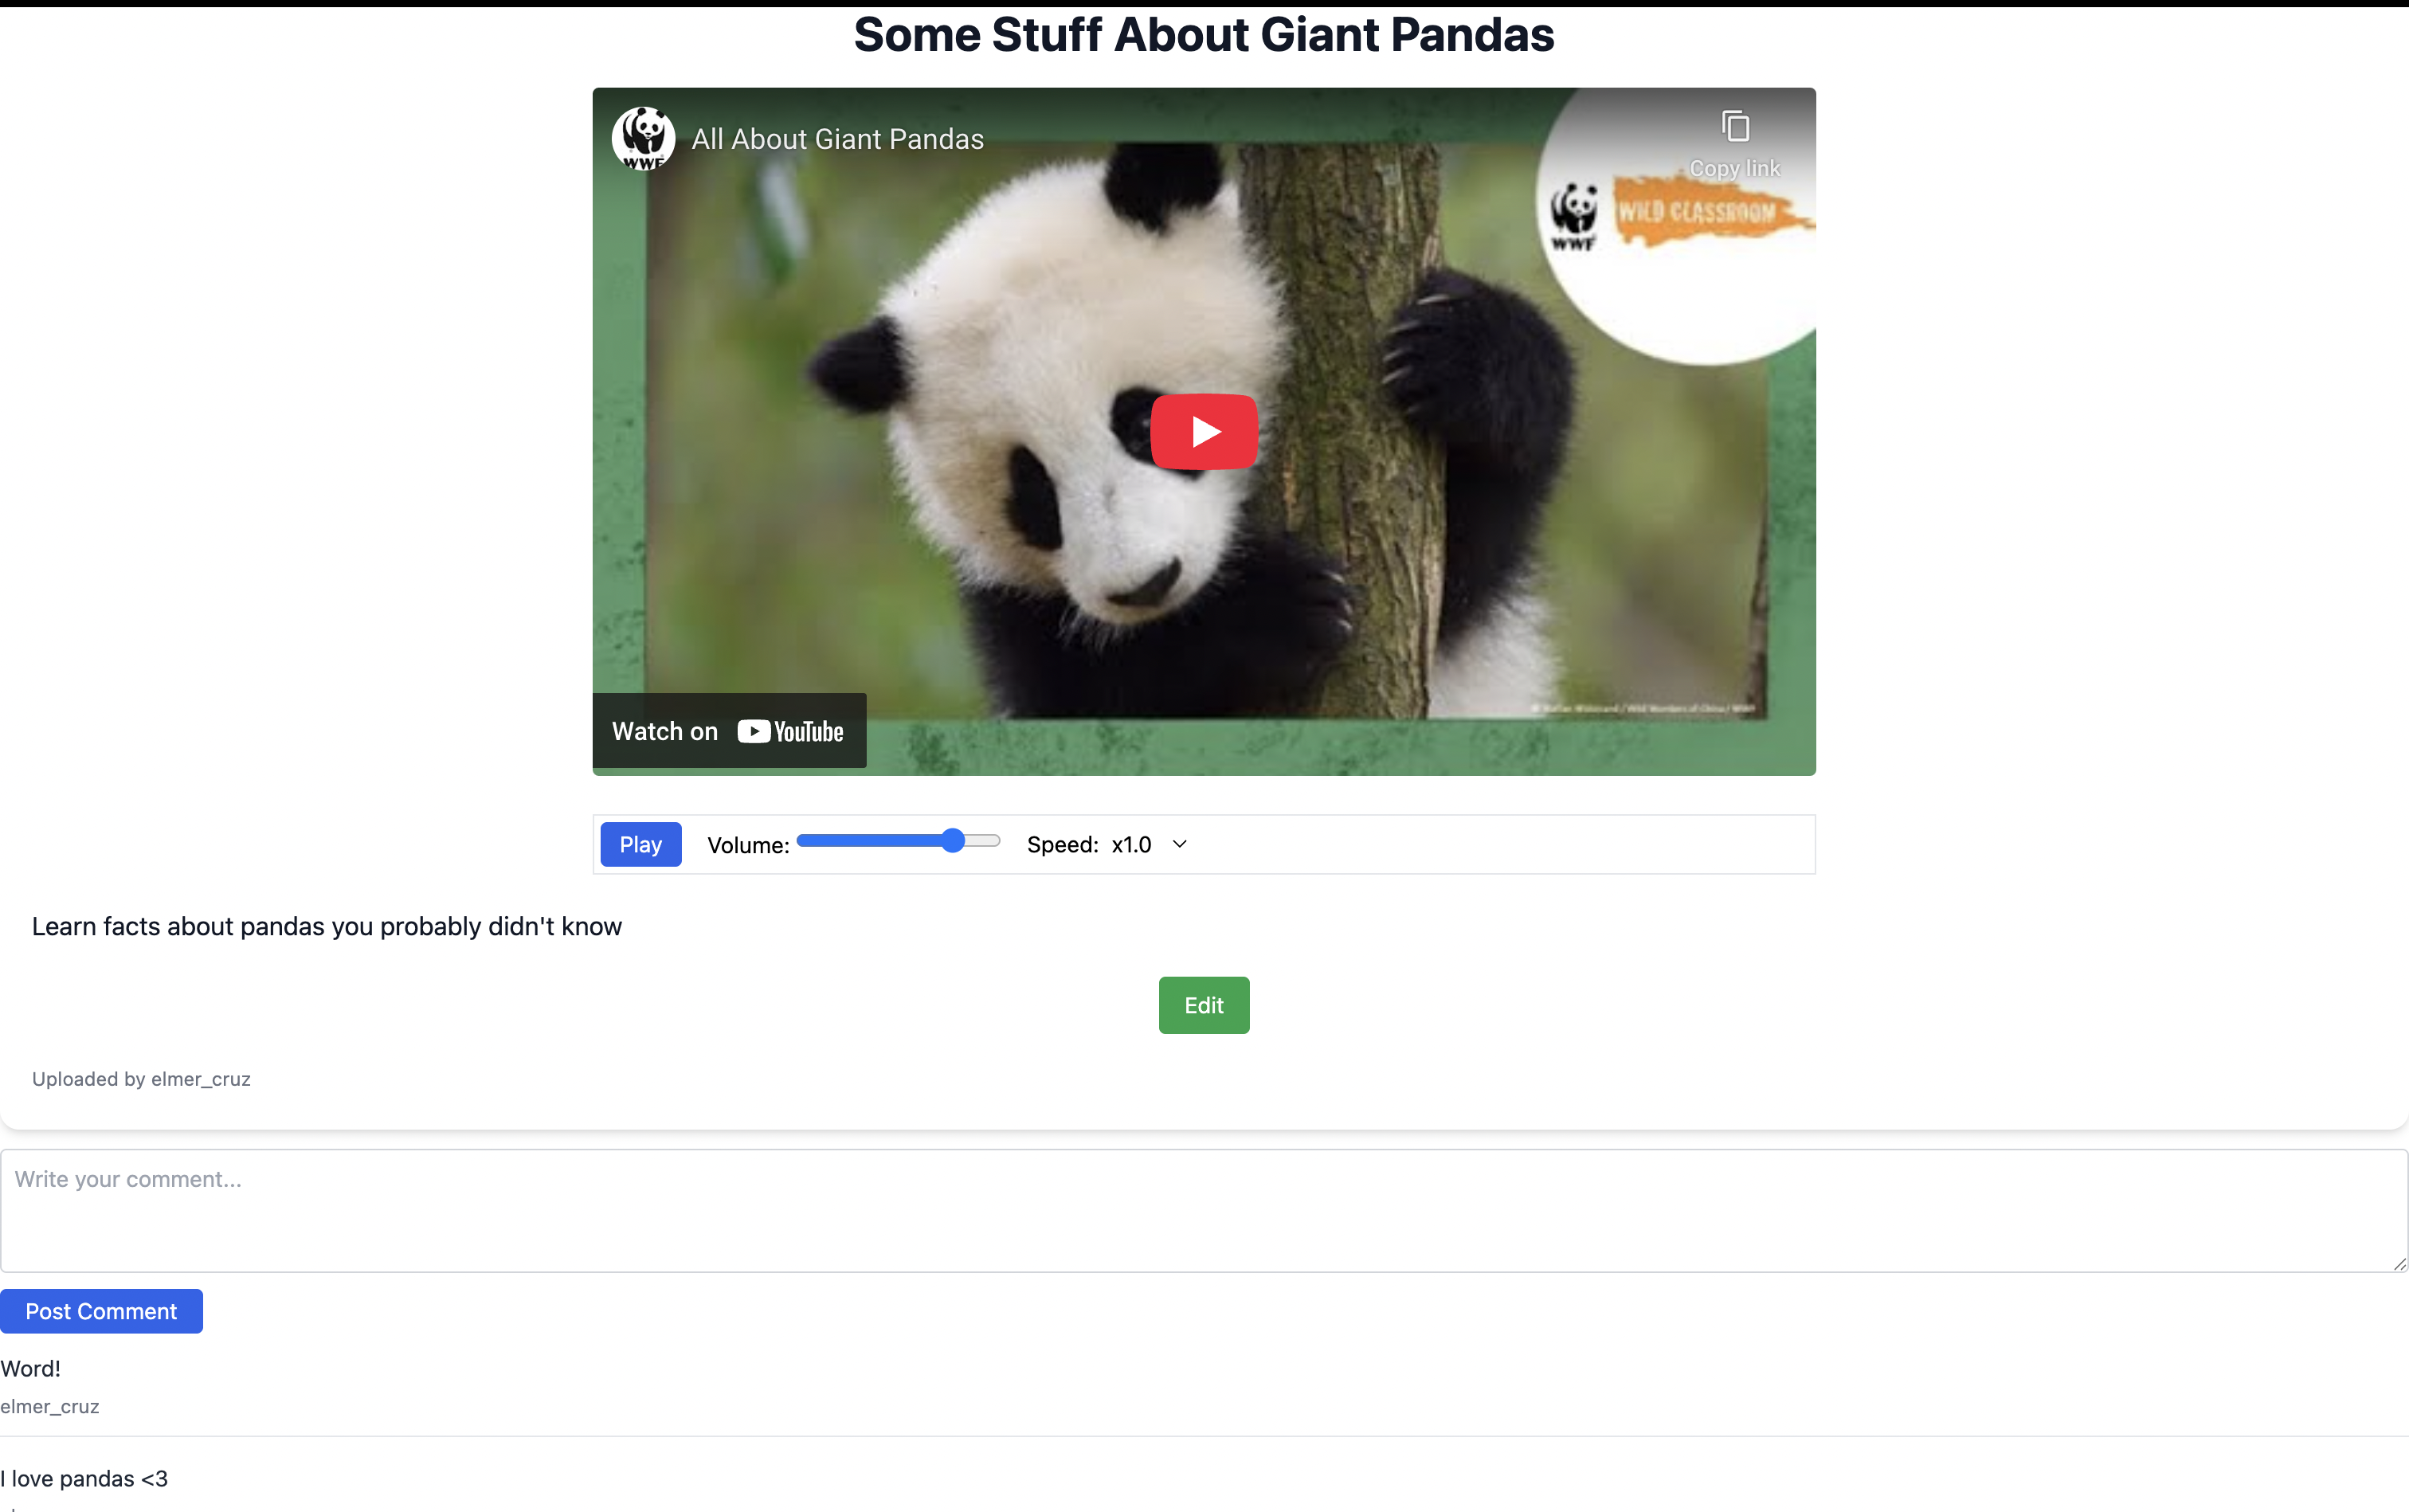 Some Stuff About Giant Pandas
WWF
All About Giant Pandas
Copy link
WWF
WILD CLASSROOM
Watch on YouTube
Play
Volume:
Speed: x1.0
Learn facts about pandas you probably didn't know
Edit
Uploaded by elmer_cruz
Write your comment...
Post Comment
Word!
elmer_cruz
I love pandas <3